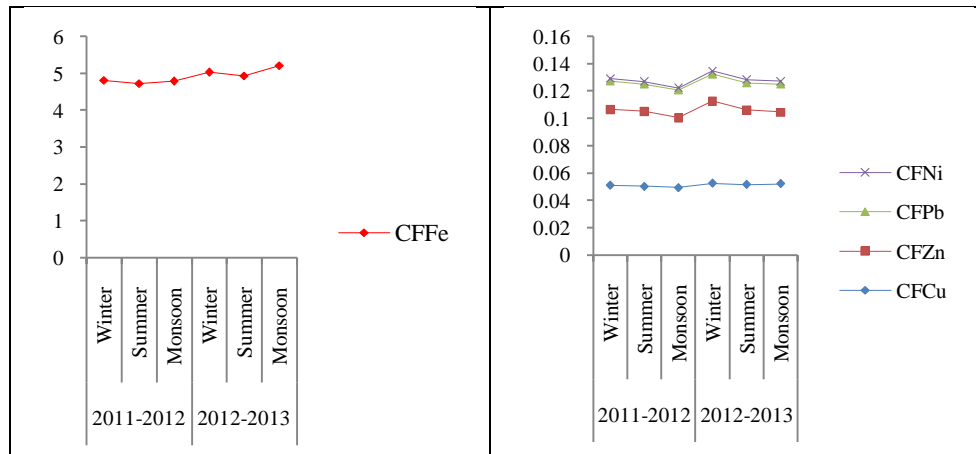 6
5
4
3
2
1
0
CFFe
Winter
Summer
Monsoon
Winter
Summer
Monsoon
2011-2012 2012-2013
0.16
0.14
0.12
0.1
0.08
0.06
0.04
0.02
0
CFNi
CFPb
CFZn
CFCu
Winter
Summer
Monsoon
Winter
Summer
Monsoon
2011-2012 2012-2013